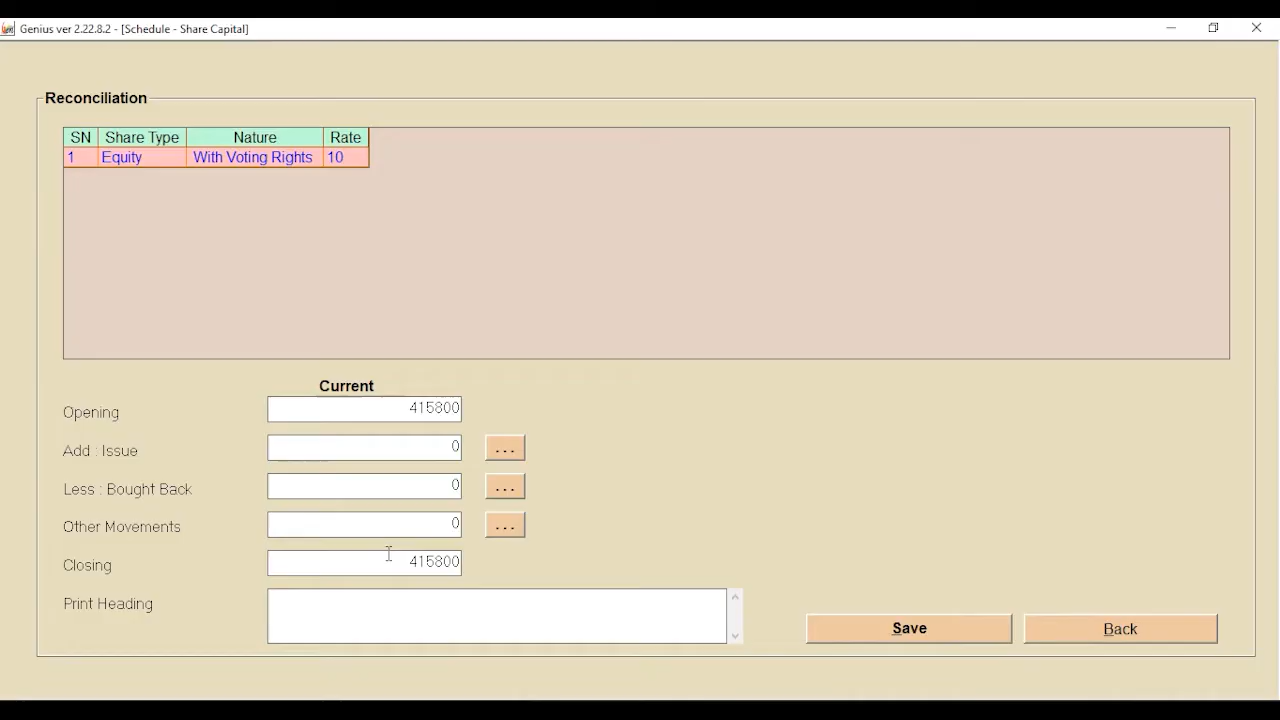 Genius ver 2.22.8.2 - [Schedule - Share Capital]
Reconciliation
SN Share Type Nature Rate
1 Equity With Voting Rights 10
Current
Opening 415800
Add : Issue 0 ...
Less : Bought Back 0 ...
Other Movements 0 ...
Closing 415800
Print Heading
Save Back